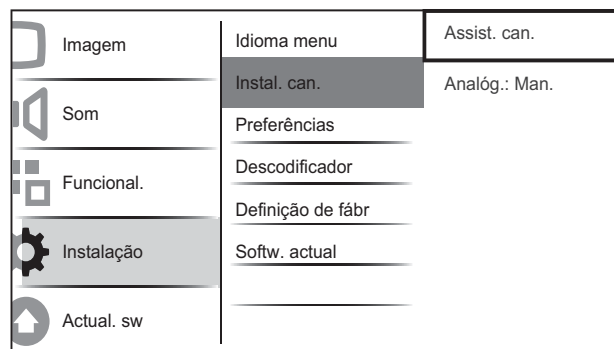 Imagem
Som
Funcional.
Instalação
Actual. sw
Idioma menu
Instal. can.
Preferências
Descodificador
Definição de fábr
Softw. actual
Assist. can.
Analóg.: Man.